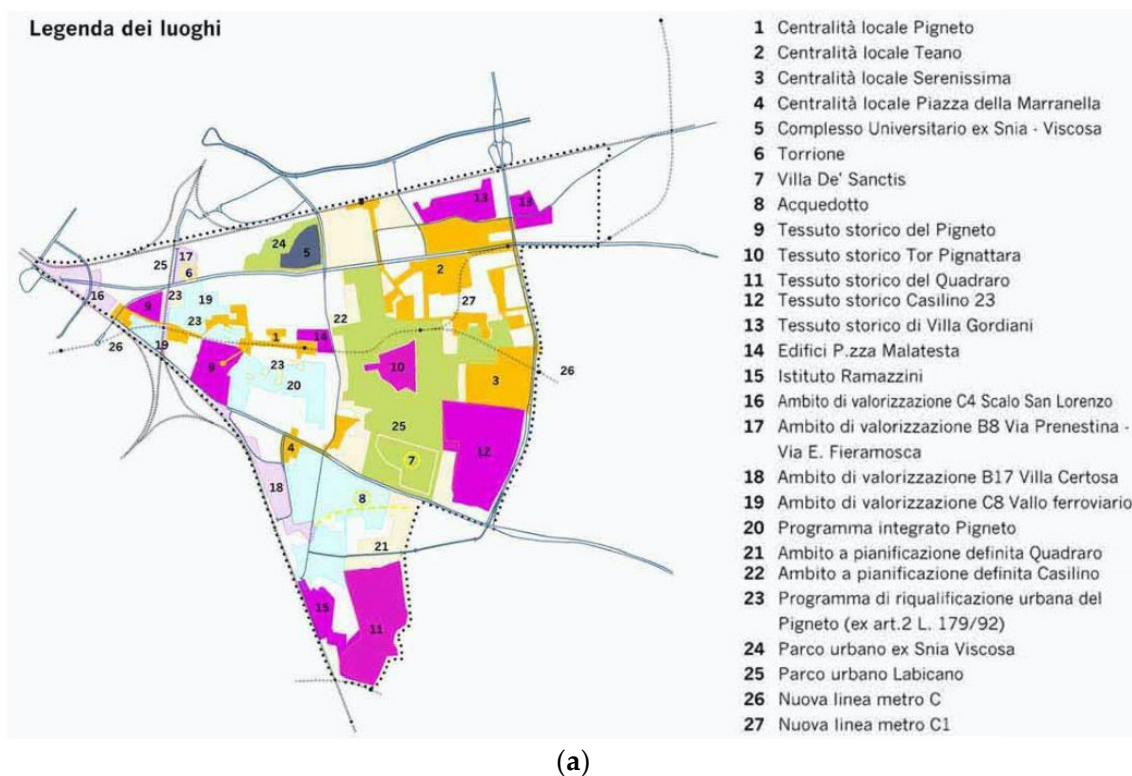 Legenda dei luoghi
1 Centralità locale Pigneto
2 Centralità locale Teano
3 Centralità locale Serenissima
4 Centralità locale Piazza della Marranella
5 Complesso Universitario ex Snia - Viscosa
6 Torrione
7 Villa De' Sanctis
8 Acquedotto
9 Tessuto storico del Pigneto
10 Tessuto storico Tor Pignattara
11 Tessuto storico del Quadraro
12 Tessuto storico Casilino 23
13 Tessuto storico di Villa Gordiani
14 Edifici P.zza Malatesta
15 Istituto Ramazzini
16 Ambito di valorizzazione C4 Scalo San Lorenzo
17 Ambito di valorizzazione B8 Via Prenestina -
Via E. Fieramosca
18 Ambito di valorizzazione B17 Villa Certosa
19 Ambito di valorizzazione C8 Vallo ferroviario
20 Programma integrato Pigneto
21 Ambito a pianificazione definita Quadraro
22 Ambito a pianificazione definita Casilino
23 Programma di riqualificazione urbana del
Pigneto (ex art.2 L. 179/92)
24 Parco urbano ex Snia Viscosa
25 Parco urbano Labicano
26 Nuova linea metro C
27 Nuova linea metro C1
13
13
24
5
17
25
6
2
16
9
23
19
27
22
23
26
19
1
14
9
23
20
10
3
26
25
4
7
12
18
8
21
15
11
(a)